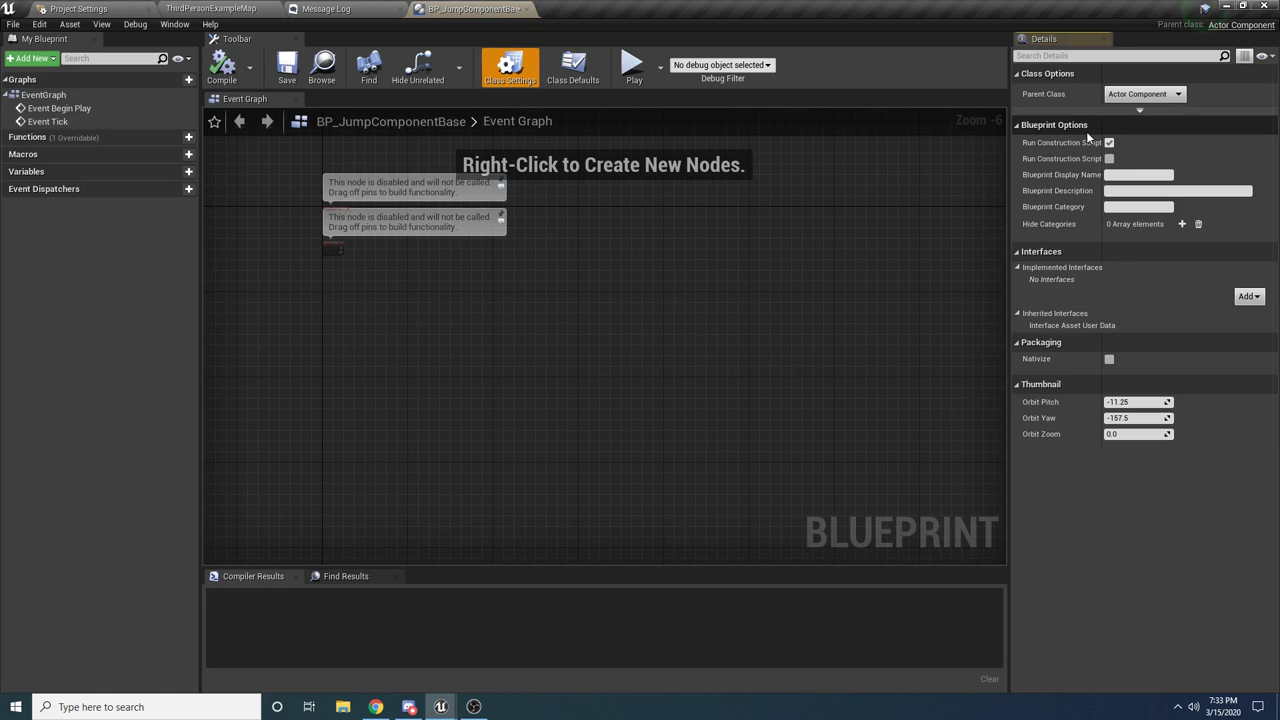 Project Settings
ThirdPersonExampleMap
Message Log
BP_JumpComponentBase
File Edit Asset View Debug Window Help
Parent class: Actor Component
My Blueprint
Toolbar
Details
Add New
Search
Compile
Save
Browse
Find
Hide Unrelated
Class Settings
Class Defaults
Play
No debug object selected
Debug Filter
Search Details
Graphs
EventGraph
Event Begin Play
Event Tick
Functions (1 Overridable)
Macros
Variables
Event Dispatchers
Event Graph
BP_JumpComponentBase > Event Graph
Zoom -6
Right-Click to Create New Nodes.
This node is disabled and will not be called.
Drag off pins to build functionality.
This node is disabled and will not be called.
Drag off pins to build functionality.
BLUEPRINT
Class Options
Parent Class Actor Component
Blueprint Options
Run Construction Script
Run Construction Script
Blueprint Display Name
Blueprint Description
Blueprint Category
Hide Categories 0 Array elements
Interfaces
Implemented Interfaces
No Interfaces
Add
Inherited Interfaces
Interface Asset User Data
Packaging
Nativize
Thumbnail
Orbit Pitch -11.25
Orbit Yaw -157.5
Orbit Zoom 0.0
Compiler Results
Find Results
Clear
Type here to search
7:33 PM
3/15/2020